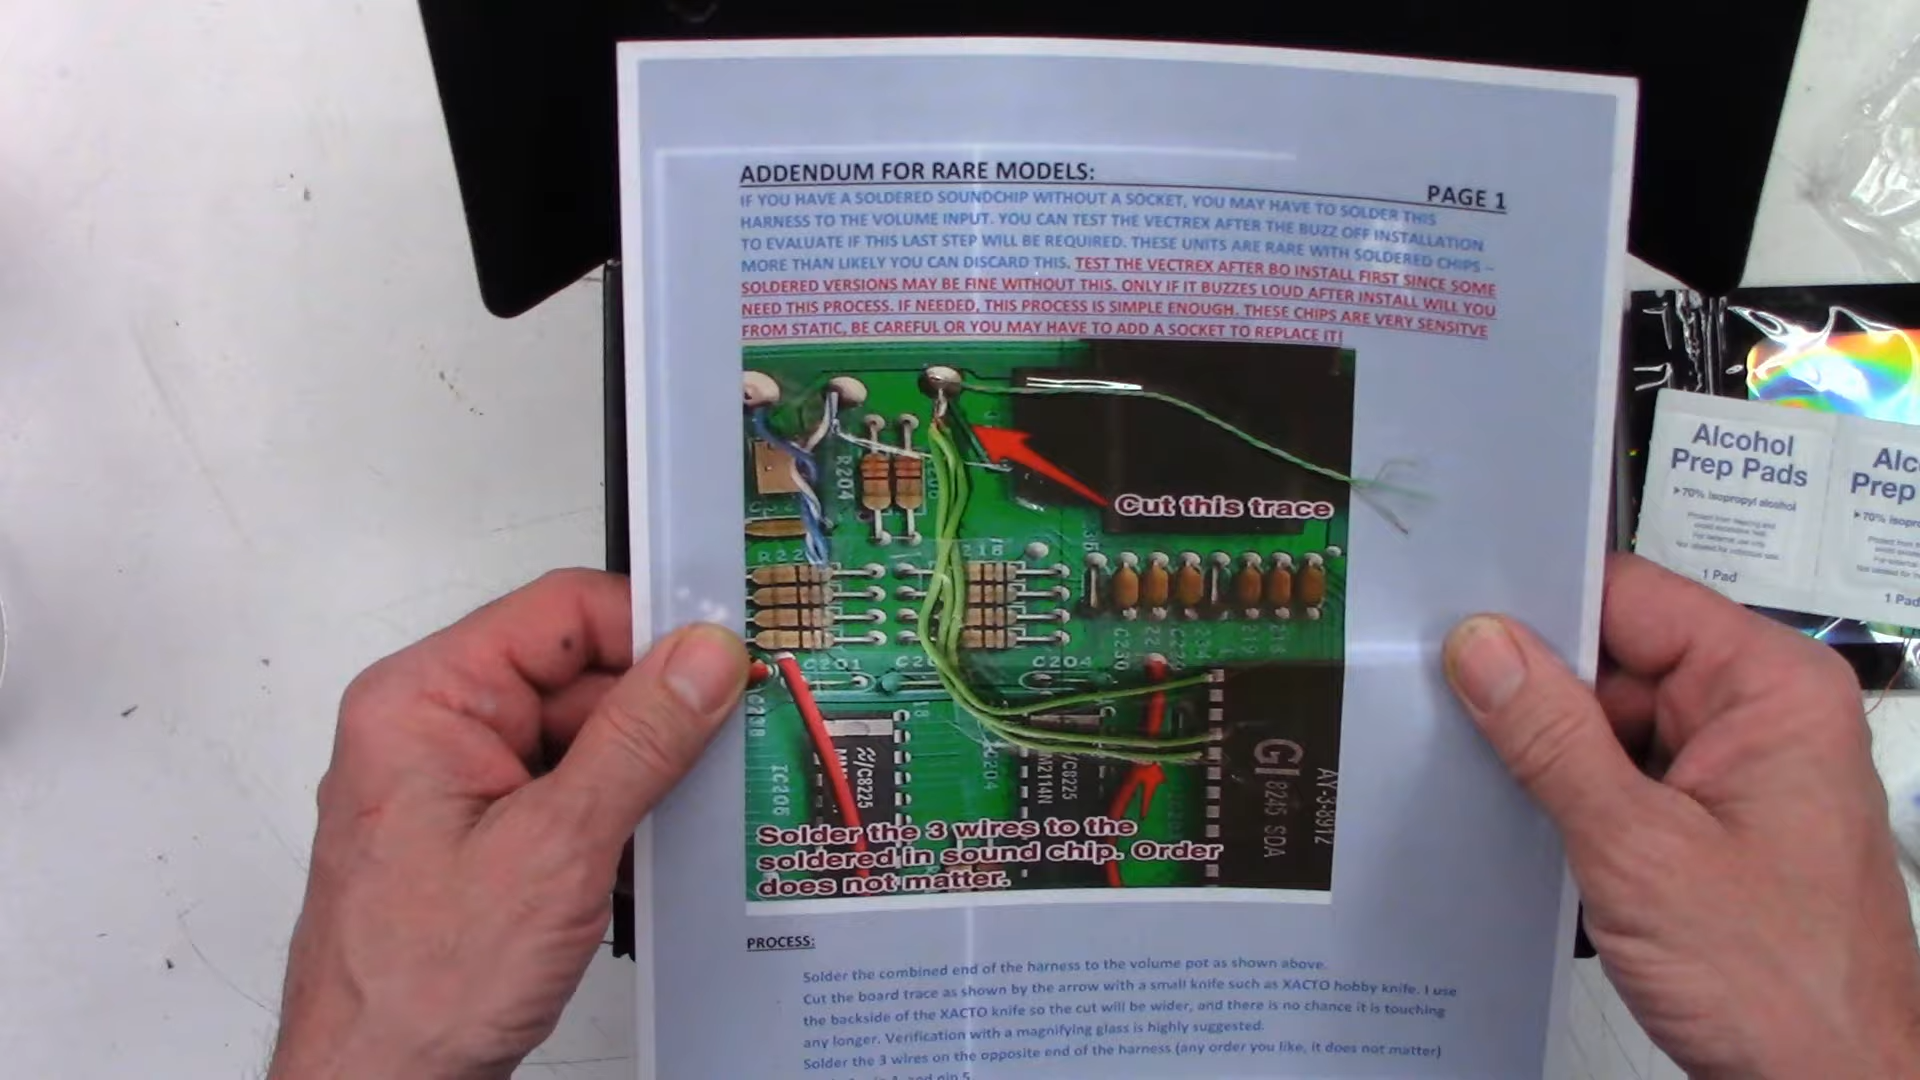 ADDENDUM FOR RARE MODELS:
PAGE 1
IF YOU HAVE A SOLDERED SOUNDCHIP WITHOUT A SOCKET, YOU MAY HAVE TO SOLDER THIS
HARNESS TO THE VOLUME INPUT. YOU CAN TEST THE VECTREX AFTER THE BUZZ OFF INSTALLATION
TO EVALUATE IF THIS LAST STEP WILL BE REQUIRED. THESE UNITS ARE RARE WITH SOLDERED CHIPS –
MORE THAN LIKELY YOU CAN DISCARD THIS. TEST THE VECTREX AFTER BO INSTALL FIRST SINCE SOME
SOLDERED VERSIONS MAY BE FINE WITHOUT THIS. ONLY IF IT BUZZES LOUD AFTER INSTALL WILL YOU
NEED THIS PROCESS. IF NEEDED, THIS PROCESS IS SIMPLE ENOUGH. THESE CHIPS ARE VERY SENSITVE
FROM STATIC, BE CAREFUL OR YOU MAY HAVE TO ADD A SOCKET TO REPLACE IT!
Cut this trace
R204
C230
C201
C204
IC206
GI
8245 SDA
AY-3-8912
Solder the 3 wires to the
soldered in sound chip. Order
does not matter.
PROCESS:
Solder the combined end of the harness to the volume pot as shown above.
Cut the board trace as shown by the arrow with a small knife such as XACTO hobby knife. I use
the backside of the XACTO knife so the cut will be wider, and there is no chance it is touching
any longer. Verification with a magnifying glass is highly suggested.
Solder the 3 wires on the opposite end of the harness (any order you like, it does not matter)
and pin 5.
Alcohol
Prep Pads
70% Isopropyl alcohol
1 Pad
Alc
Prep
1 Pad